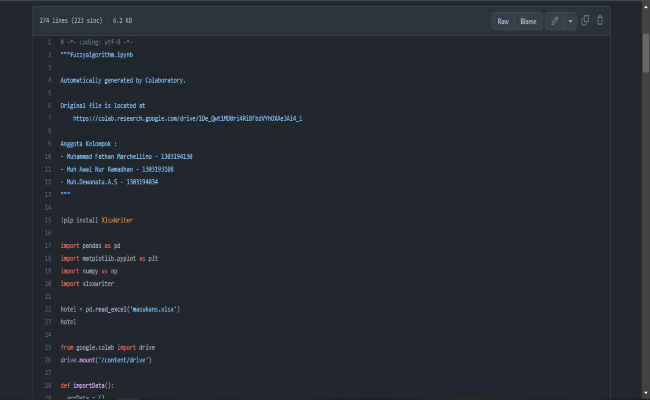 274 lines (223 sloc) 6.2 KB
Raw Blame
1 # -*- coding: utf-8 -*-
2 """fuzzyalgorithm.ipynb
3
4 Automatically generated by Colaboratory.
5
6 Original file is located at
7 https://colab.research.google.com/drive/
8
9 Anggota Kelompok :
10 - Muhammad Fathan Marchellino - 1303194130
11 - Muh Awal Nur Ramadhan - 1303193108
12 - Muh.Dewanata.A.S - 1303194034
13 """
14
15 !pip install XlsxWriter
16
17 import pandas as pd
18 import matplotlib.pyplot as plt
19 import numpy as np
20 import xlsxwriter
21
22 hotel = pd.read_excel('masukans.xlsx')
23 hotel
24
25 from google.colab import drive
26 drive.mount('/content/drive')
27
28 def importData():
29 arrData = []